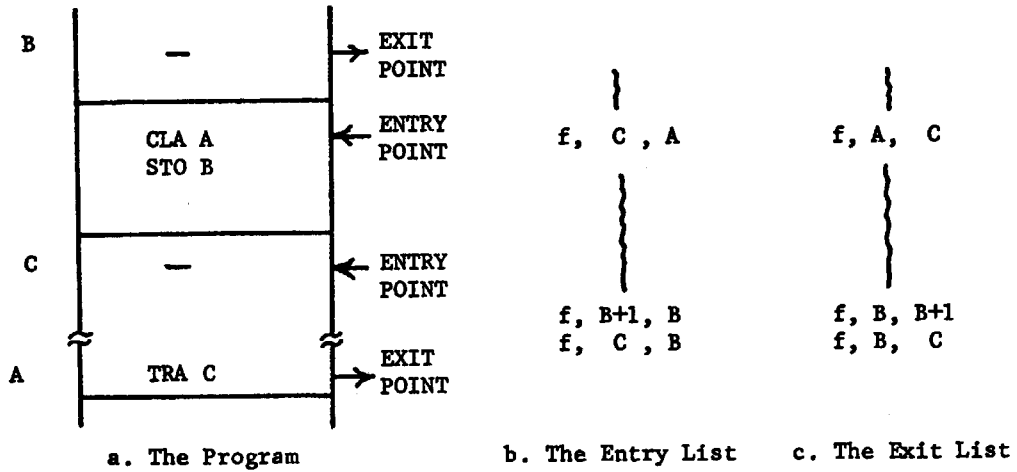 B
—
EXIT
POINT
CLA A
STO B
ENTRY
POINT
C
—
ENTRY
POINT
A
TRA C
EXIT
POINT
a. The Program
f, C , A
f, B+1, B
f, C , B
b. The Entry List
f, A, C
f, B, B+1
f, B, C
c. The Exit List